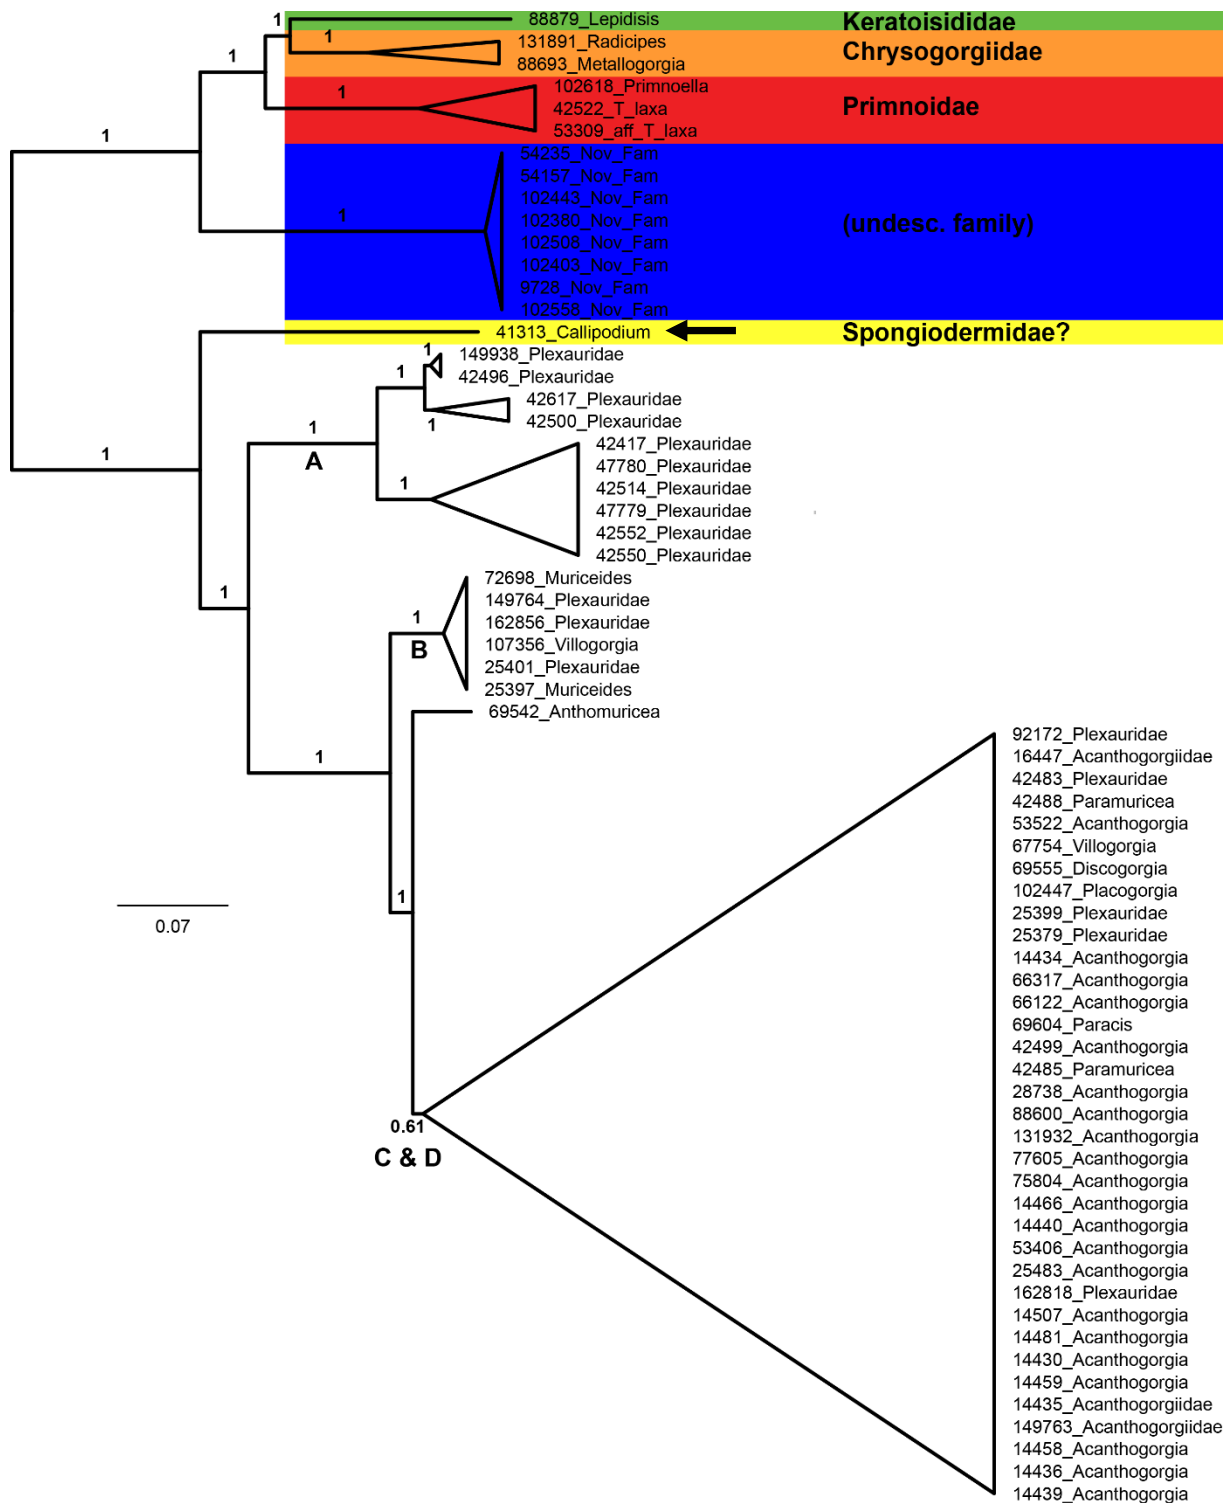 1
88879_Lepidisis
Keratoisididae
1
131891_Radicipes
88693_Metallogorgia
Chrysogorgiidae
1
1
102618_Primnoella
42522_T_laxa
53309_aff_T_laxa
Primnoidae
1
54235_Nov_Fam
54157_Nov_Fam
102443_Nov_Fam
102380_Nov_Fam
102508_Nov_Fam
102403_Nov_Fam
9728_Nov_Fam
102558_Nov_Fam
1
(undesc. family)
41313_Callipodium
Spongiodermidae?
1
149938_Plexauridae
42496_Plexauridae
1
42617_Plexauridae
42500_Plexauridae
1
1
A
42417_Plexauridae
47780_Plexauridae
42514_Plexauridae
47779_Plexauridae
42552_Plexauridae
42550_Plexauridae
1
1
1
72698_Muriceides
149764_Plexauridae
162856_Plexauridae
107356_Villogorgia
25401_Plexauridae
25397_Muriceides
1
B
69542_Anthomuricea
1
1
0.07
92172_Plexauridae
16447_Acanthogorgiidae
42483_Plexauridae
42488_Paramuricea
53522_Acanthogorgia
67754_Villogorgia
69555_Discogorgia
102447_Placogorgia
25399_Plexauridae
25379_Plexauridae
14434_Acanthogorgia
66317_Acanthogorgia
66122_Acanthogorgia
69604_Paracis
42499_Acanthogorgia
42485_Paramuricea
28738_Acanthogorgia
88600_Acanthogorgia
131932_Acanthogorgia
77605_Acanthogorgia
75804_Acanthogorgia
14466_Acanthogorgia
14440_Acanthogorgia
53406_Acanthogorgia
25483_Acanthogorgia
162818_Plexauridae
14507_Acanthogorgia
14481_Acanthogorgia
14430_Acanthogorgia
14459_Acanthogorgia
14435_Acanthogorgiidae
149763_Acanthogorgiidae
14458_Acanthogorgia
14436_Acanthogorgia
14439_Acanthogorgia
0.61
C & D